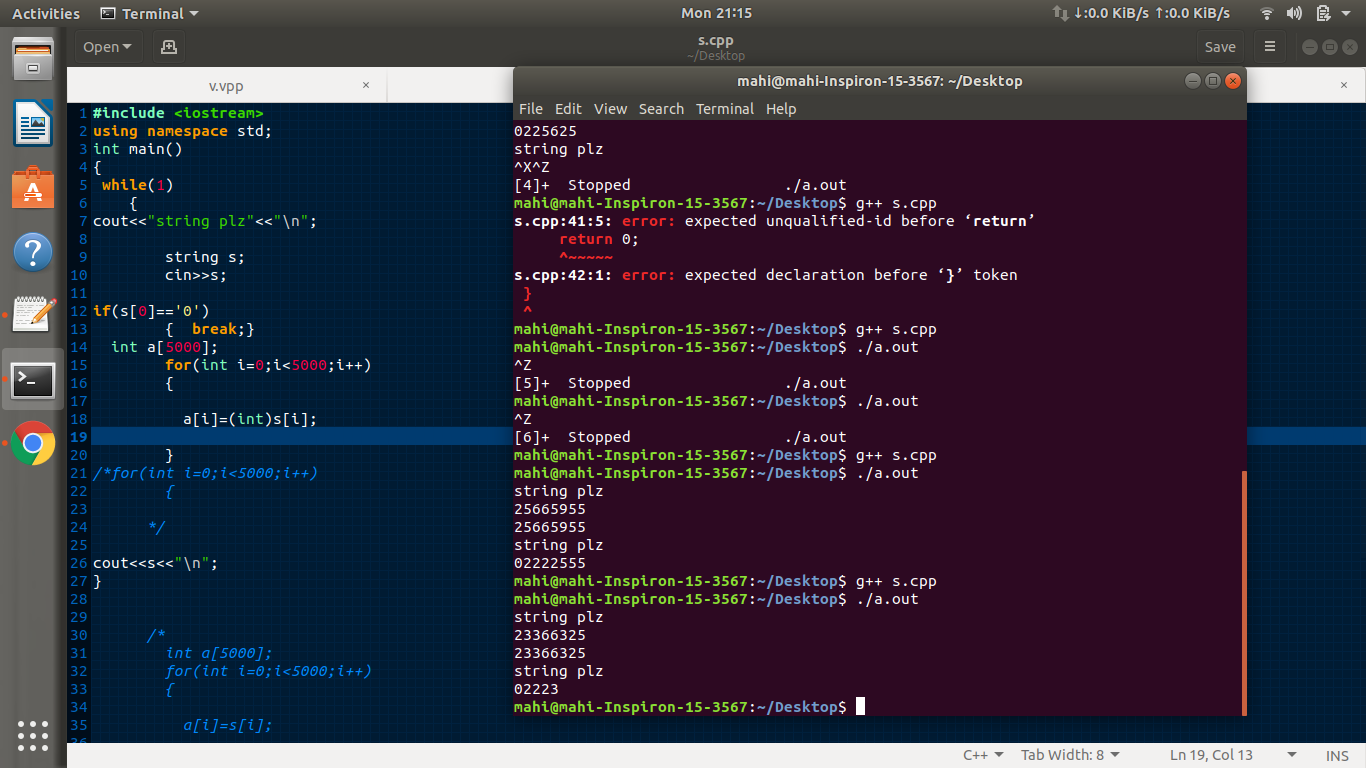 Activities Terminal Mon 21:15 ↓:0.0 KiB/s ↑:0.0 KiB/s
Open s.cpp Save
~/Desktop
v.vpp ×
×
1 #include <iostream>
2 using namespace std;
3 int main()
4 {
5 while(1)
6 {
7 cout<<"string plz"<<"\n";
8
9 string s;
10 cin>>s;
11
12 if(s[0]=='0')
13 { break;}
14 int a[5000];
15 for(int i=0;i<5000;i++)
16 {
17
18 a[i]=(int)s[i];
19
20 }
21 /*for(int i=0;i<5000;i++)
22 {
23
24 */
25
26 cout<<s<<"\n";
27 }
28
29
30 /*
31 int a[5000];
32 for(int i=0;i<5000;i++)
33 {
34
35 a[i]=s[i];
mahi@mahi-Inspiron-15-3567: ~/Desktop
File Edit View Search Terminal Help
0225625
string plz
^X^Z
[4]+ Stopped ./a.out
mahi@mahi-Inspiron-15-3567:~/Desktop$ g++ s.cpp
s.cpp:41:5: error: expected unqualified-id before ‘return’
return 0;
^~~~~~
s.cpp:42:1: error: expected declaration before ‘}’ token
}
^
mahi@mahi-Inspiron-15-3567:~/Desktop$ g++ s.cpp
mahi@mahi-Inspiron-15-3567:~/Desktop$ ./a.out
^Z
[5]+ Stopped ./a.out
mahi@mahi-Inspiron-15-3567:~/Desktop$ ./a.out
^Z
[6]+ Stopped ./a.out
mahi@mahi-Inspiron-15-3567:~/Desktop$ g++ s.cpp
mahi@mahi-Inspiron-15-3567:~/Desktop$ ./a.out
string plz
25665955
25665955
string plz
02222555
mahi@mahi-Inspiron-15-3567:~/Desktop$ g++ s.cpp
mahi@mahi-Inspiron-15-3567:~/Desktop$ ./a.out
string plz
23366325
23366325
string plz
02223
mahi@mahi-Inspiron-15-3567:~/Desktop$
C++ Tab Width: 8 Ln 19, Col 13 INS